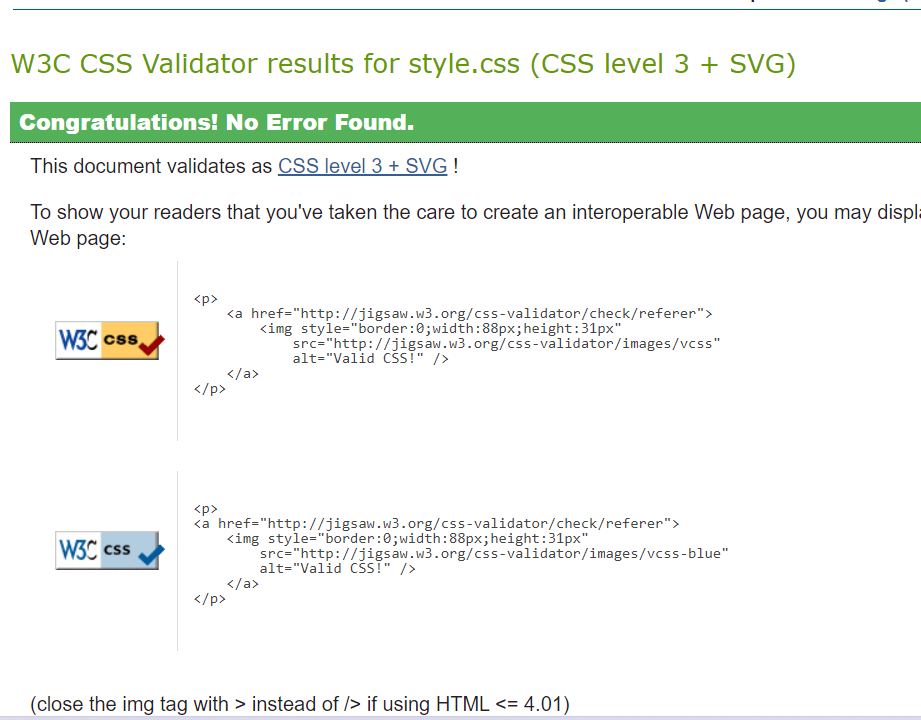 W3C CSS Validator results for style.css (CSS level 3 + SVG)
Congratulations! No Error Found.
This document validates as CSS level 3 + SVG !
To show your readers that you've taken the care to create an interoperable Web page, you may
Web page:
W3C css
<p>
    <a href="http://jigsaw.w3.org/css-validator/check/referer">
        <img style="border:0;width:88px;height:31px"
            src="http://jigsaw.w3.org/css-validator/images/vcss"
            alt="Valid CSS!" />
    </a>
</p>
W3C css
<p>
<a href="http://jigsaw.w3.org/css-validator/check/referer">
    <img style="border:0;width:88px;height:31px"
        src="http://jigsaw.w3.org/css-validator/images/vcss-blue"
        alt="Valid CSS!" />
    </a>
</p>
(close the img tag with > instead of /> if using HTML <= 4.01)